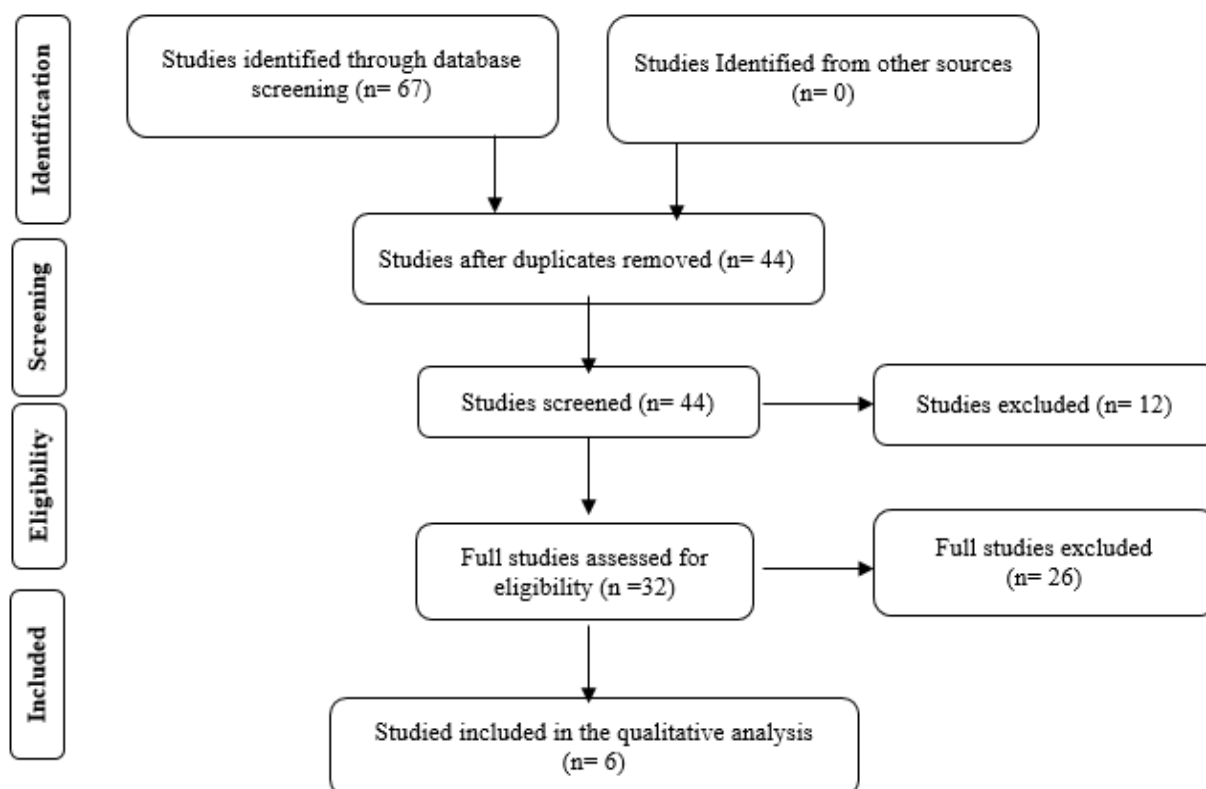 Identification
Studies identified through database
screening (n= 67)
Studies Identified from other sources
(n= 0)
Studies after duplicates removed (n= 44)
Screening
Studies screened (n= 44)
Studies excluded (n= 12)
Eligibility
Full studies assessed for
eligibility (n =32)
Full studies excluded
(n= 26)
Included
Studied included in the qualitative analysis
(n= 6)